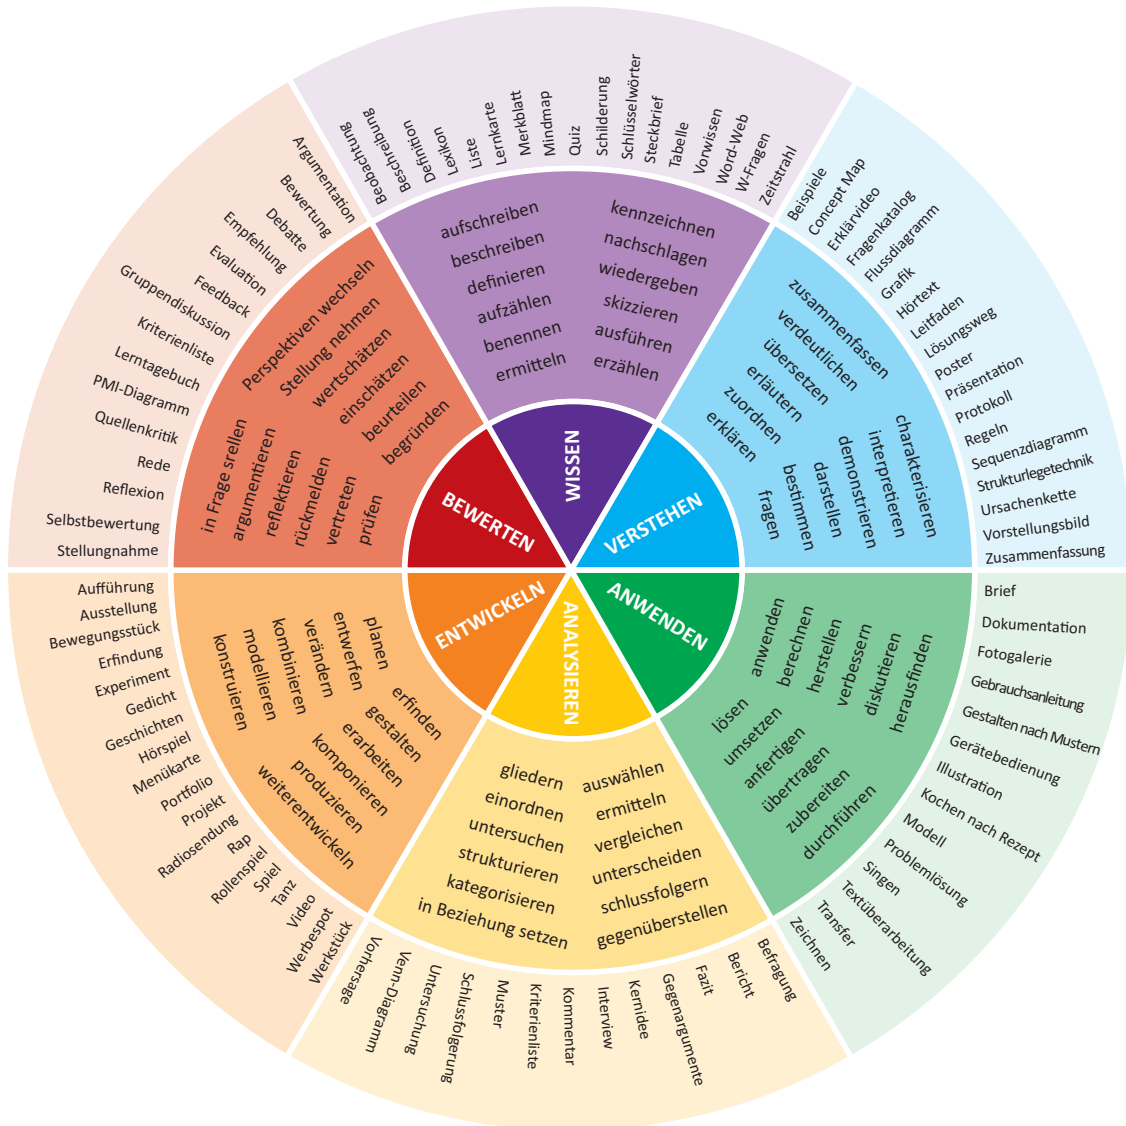 WISSEN
aufschreiben
beschreiben
definieren
aufzählen
benennen
ermitteln
kennzeichnen
nachschlagen
wiedergeben
skizzieren
ausführen
erzählen
Beobachtung
Beschreibung
Definition
Lexikon
Liste
Lernkarte
Merkblatt
Mindmap
Quiz
Schilderung
Schlüsselwörter
Steckbrief
Tabelle
Vorwissen
Word-Web
W-Fragen
Zeitstrahl
VERSTEHEN
zusammenfassen
verdeutlichen
übersetzen
erläutern
zuordnen
erklären
charakterisieren
interpretieren
demonstrieren
darstellen
bestimmen
fragen
Beispiele
Concept Map
Erklärvideo
Fragenkatalog
Flussdiagramm
Grafik
Hörtext
Leitfaden
Lösungsweg
Poster
Präsentation
Protokoll
Regeln
Sequenzdiagramm
Strukturlegetechnik
Ursachenkette
Vorstellungsbild
Zusammenfassung
ANWENDEN
anwenden
berechnen
herstellen
verbessern
diskutieren
herausfinden
lösen
umsetzen
anfertigen
übertragen
zubereiten
durchführen
Brief
Dokumentation
Fotogalerie
Gebrauchsanleitung
Gestalten nach Mustern
Gerätebedienung
Illustration
Kochen nach Rezept
Modell
Problemlösung
Singen
Textüberarbeitung
Transfer
Zeichnen
ANALYSIEREN
gliedern
einordnen
untersuchen
strukturieren
kategorisieren
in Beziehung setzen
auswählen
ermitteln
vergleichen
unterscheiden
schlussfolgern
gegenüberstellen
Befragung
Bericht
Fazit
Gegenargumente
Kernidee
Interview
Kommentar
Kriterienliste
Muster
Schlussfolgerung
Untersuchung
Venn-Diagramm
Vorhersage
ENTWICKELN
planen
entwerfen
verändern
kombinieren
modellieren
konstruieren
erfinden
gestalten
erarbeiten
komponieren
produzieren
weiterentwickeln
Aufführung
Ausstellung
Bewegungsstück
Erfindung
Experiment
Gedicht
Geschichten
Hörspiel
Menükarte
Portfolio
Projekt
Radiosendung
Rap
Rollenspiel
Spiel
Tanz
Video
Werbespot
Werkstück
BEWERTEN
Perspektiven wechseln
Stellung nehmen
wertschätzen
einschätzen
beurteilen
begründen
in Frage srellen
argumentieren
reflektieren
rückmelden
vertreten
prüfen
Argumentation
Bewertung
Debatte
Empfehlung
Evaluation
Feedback
Gruppendiskussion
Kriterienliste
Lerntagebuch
PMI-Diagramm
Quellenkritik
Rede
Reflexion
Selbstbewertung
Stellungnahme